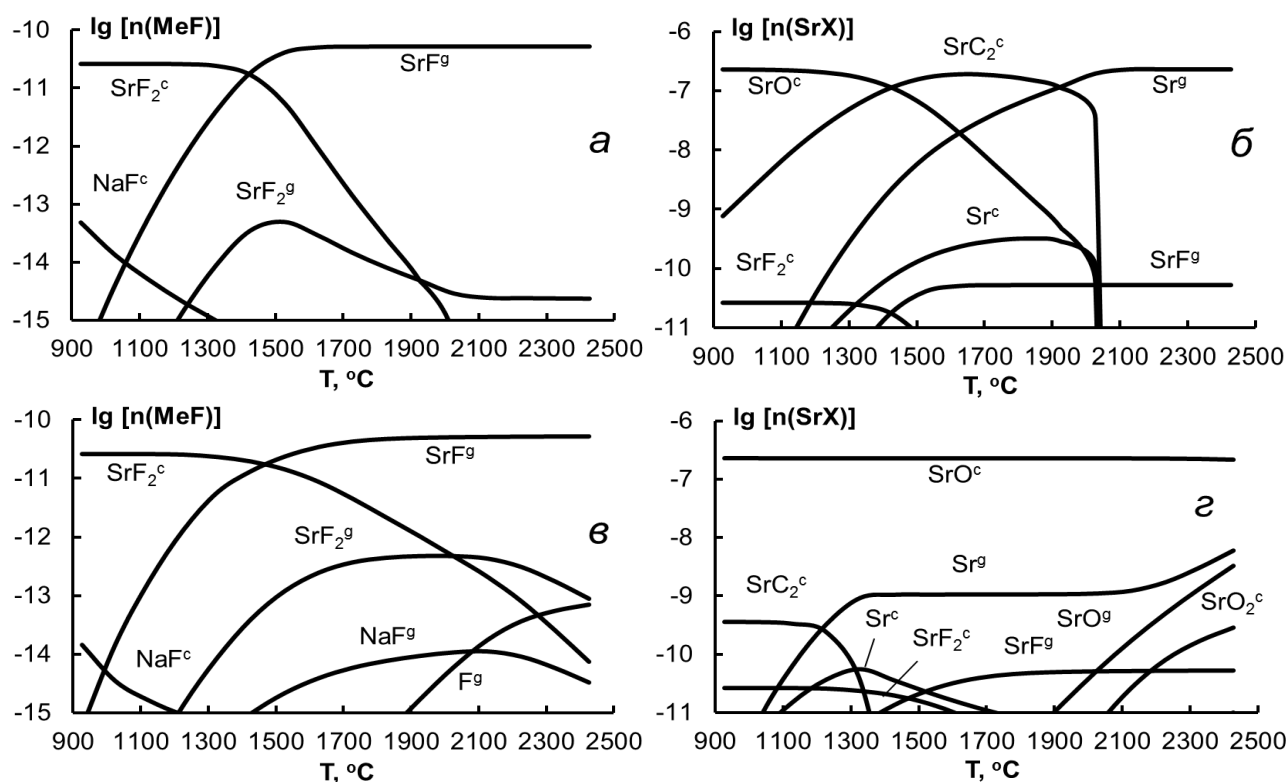 lg [n(MeF)]
-10
-11
-12
-13
-14
-15
SrF₂ᶜ
SrFᵍ
NaFᶜ
SrF₂ᵍ
а
900 1100 1300 1500 1700 1900 2100 2300 2500
T, ᵒC
lg [n(SrX)]
-6
-7
-8
-9
-10
-11
SrC₂ᶜ
SrOᶜ
Srᵍ
Srᶜ
SrF₂ᶜ
SrFᵍ
б
900 1100 1300 1500 1700 1900 2100 2300 2500
T, ᵒC
lg [n(MeF)]
-10
-11
-12
-13
-14
-15
SrF₂ᶜ
SrFᵍ
SrF₂ᵍ
NaFᶜ
NaFᵍ
Fᵍ
в
900 1100 1300 1500 1700 1900 2100 2300 2500
T, ᵒC
lg [n(SrX)]
-6
-7
-8
-9
-10
-11
SrOᶜ
г
Srᵍ
SrC₂ᶜ
Srᶜ
SrF₂ᶜ
SrFᵍ
SrOᵍ
SrO₂ᶜ
900 1100 1300 1500 1700 1900 2100 2300 2500
T, ᵒC